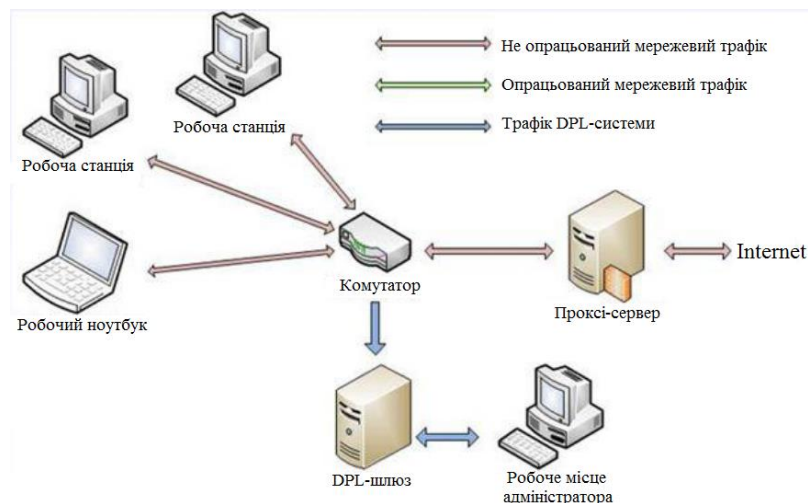 Не опрацьований мережевий трафік
Опрацьований мережевий трафік
Трафік DPL-системи
Робоча станція
Робоча станція
Робочий ноутбук
Комутатор
Проксі-сервер
Internet
DPL-шлюз
Робоче місце
адміністратора